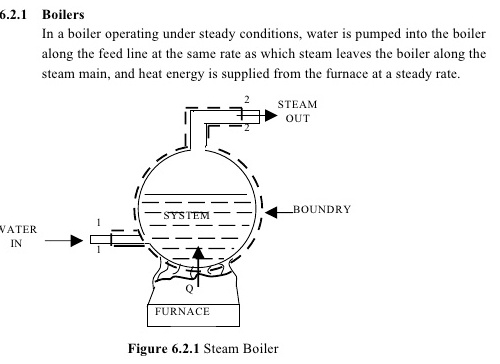 6.2.1 Boilers
In a boiler operating under steady conditions, water is pumped into the boiler
along the feed line at the same rate as which steam leaves the boiler along the
steam main, and heat energy is supplied from the furnace at a steady rate.
2
STEAM
OUT
2
SYSTEM
BOUNDRY
1
WATER
IN
1
Q
FURNACE
Figure 6.2.1 Steam Boiler